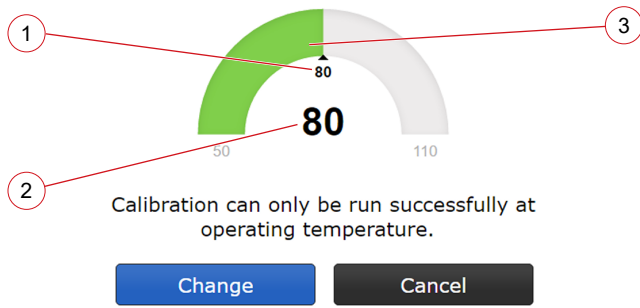 1
3
80
80
50
110
2
Calibration can only be run successfully at
operating temperature.
Change
Cancel